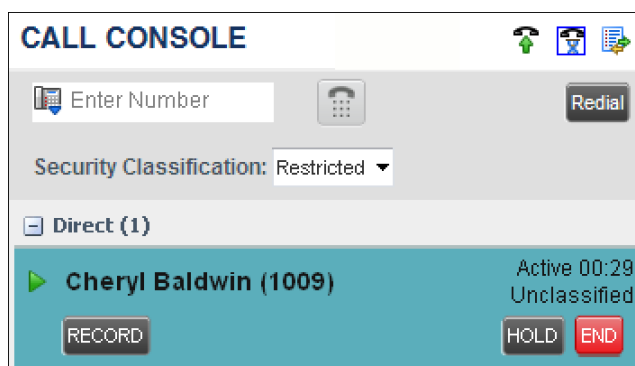 CALL CONSOLE
Enter Number
Redial
Security Classification: Restricted
Direct (1)
Cheryl Baldwin (1009)
Active 00:29
Unclassified
RECORD
HOLD
END